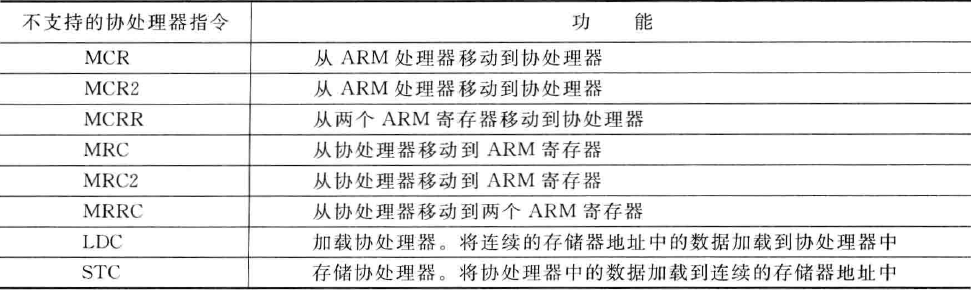 不支持的协处理器指令 功 能
MCR 从 ARM 处理器移动到协处理器
MCR2 从 ARM 处理器移动到协处理器
MCRR 从两个 ARM 寄存器移动到协处理器
MRC 从协处理器移动到 ARM 寄存器
MRC2 从协处理器移动到 ARM 寄存器
MRRC 从协处理器移动到两个 ARM 寄存器
LDC 加载协处理器。将连续的存储器地址中的数据加载到协处理器中
STC 存储协处理器。将协处理器中的数据加载到连续的存储器地址中